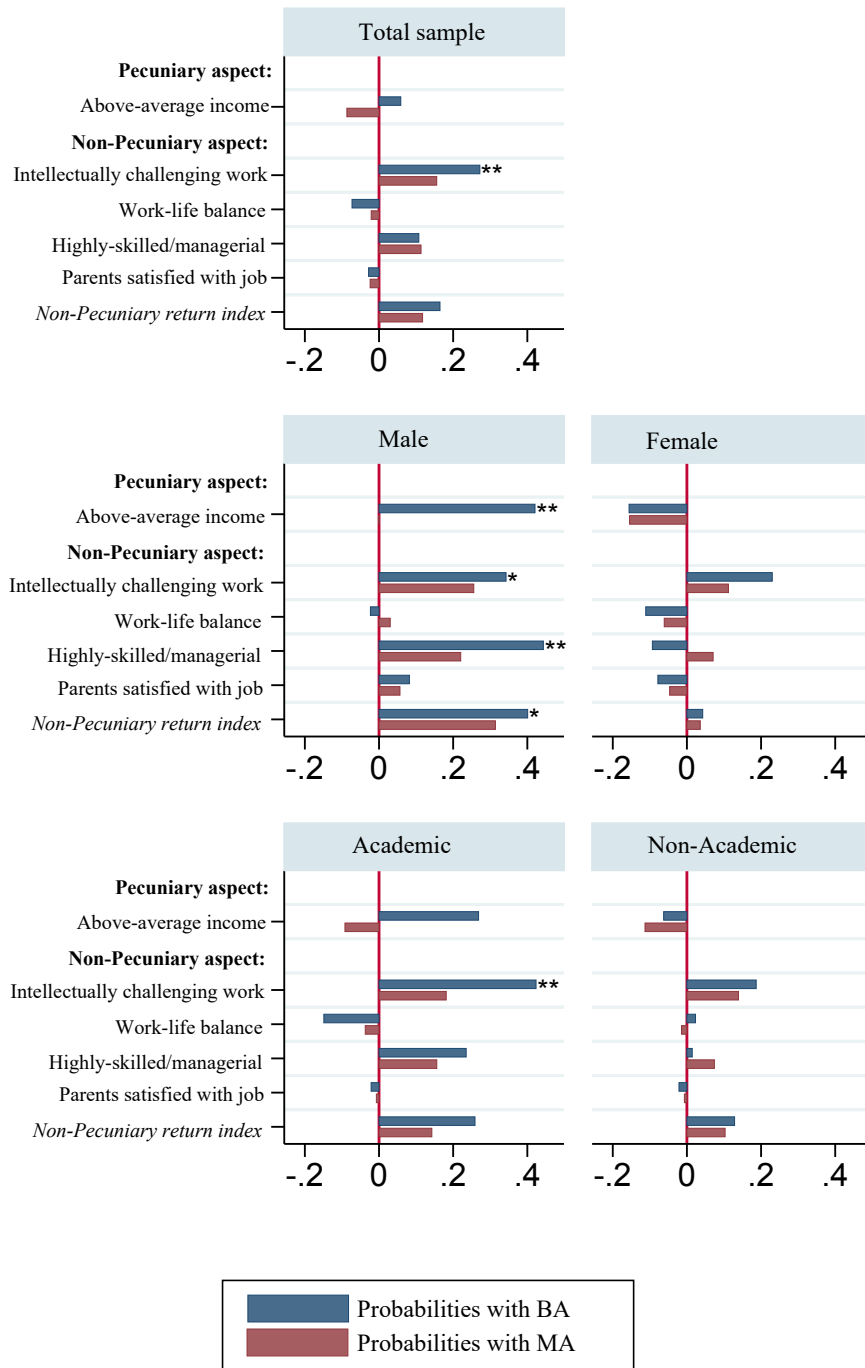 Total sample
Pecuniary aspect:
Above-average income
Non-Pecuniary aspect:
Intellectually challenging work
**
Work-life balance
Highly-skilled/managerial
Parents satisfied with job
Non-Pecuniary return index
-.2 0 .2 .4
Male Female
Pecuniary aspect:
Above-average income
**
Non-Pecuniary aspect:
Intellectually challenging work
*
Work-life balance
Highly-skilled/managerial
**
Parents satisfied with job
Non-Pecuniary return index
*
-.2 0 .2 .4 -.2 0 .2 .4
Academic Non-Academic
Pecuniary aspect:
Above-average income
Non-Pecuniary aspect:
Intellectually challenging work
**
Work-life balance
Highly-skilled/managerial
Parents satisfied with job
Non-Pecuniary return index
-.2 0 .2 .4 -.2 0 .2 .4
Probabilities with BA
Probabilities with MA